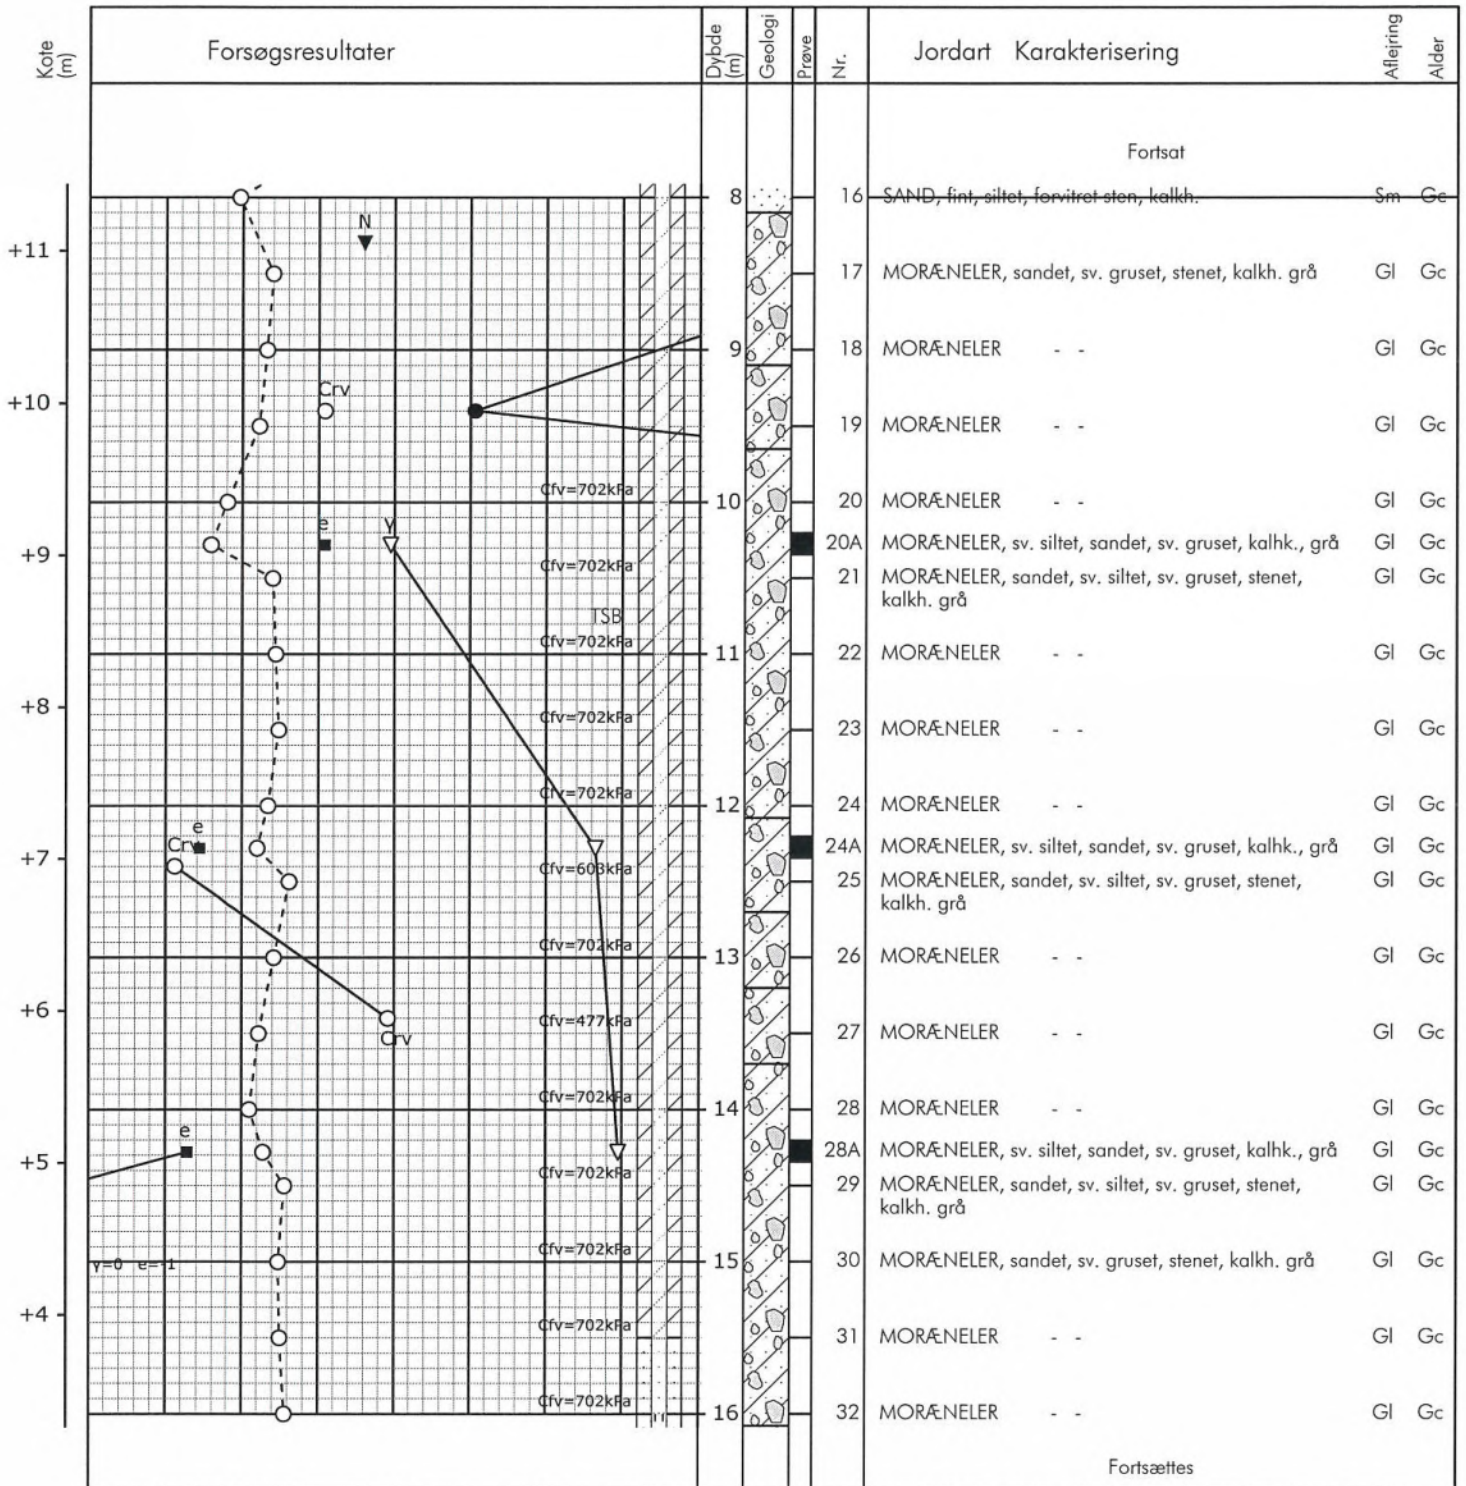 Kote (m)
Forsøgsresultater
Dybde (m)
Geologi
Prøve
Nr.
Jordart Karakterisering
Aflejring
Alder
Fortsat
8 16 SAND, fint, siltet, forvitret sten, kalkh. Sm Gc
N
+11
17 MORÆNELER, sandet, sv. gruset, stenet, kalkh. grå Gl Gc
9 18 MORÆNELER - - Gl Gc
Crv
+10
19 MORÆNELER - - Gl Gc
Cfv=702kPa
10 20 MORÆNELER - - Gl Gc
e γ
+9
20A MORÆNELER, sv. siltet, sandet, sv. gruset, kalhk., grå Gl Gc
Cfv=702kPa
21 MORÆNELER, sandet, sv. siltet, sv. gruset, stenet, Gl Gc
kalkh. grå
TSB
Cfv=702kPa
11 22 MORÆNELER - - Gl Gc
+8
Cfv=702kPa
23 MORÆNELER - - Gl Gc
Cfv=702kPa
12 24 MORÆNELER - - Gl Gc
e
Crv
+7
24A MORÆNELER, sv. siltet, sandet, sv. gruset, kalhk., grå Gl Gc
Cfv=603kPa
25 MORÆNELER, sandet, sv. siltet, sv. gruset, stenet, Gl Gc
kalkh. grå
Cfv=702kPa
13 26 MORÆNELER - - Gl Gc
+6
Cfv=477kPa
Crv
27 MORÆNELER - - Gl Gc
Cfv=702kPa
14 28 MORÆNELER - - Gl Gc
e
+5
28A MORÆNELER, sv. siltet, sandet, sv. gruset, kalhk., grå Gl Gc
Cfv=702kPa
29 MORÆNELER, sandet, sv. siltet, sv. gruset, stenet, Gl Gc
kalkh. grå
Cfv=702kPa
γ=0 e=-1
15 30 MORÆNELER, sandet, sv. gruset, stenet, kalkh. grå Gl Gc
+4
Cfv=702kPa
31 MORÆNELER - - Gl Gc
Cfv=702kPa
16 32 MORÆNELER - - Gl Gc
Fortsættes